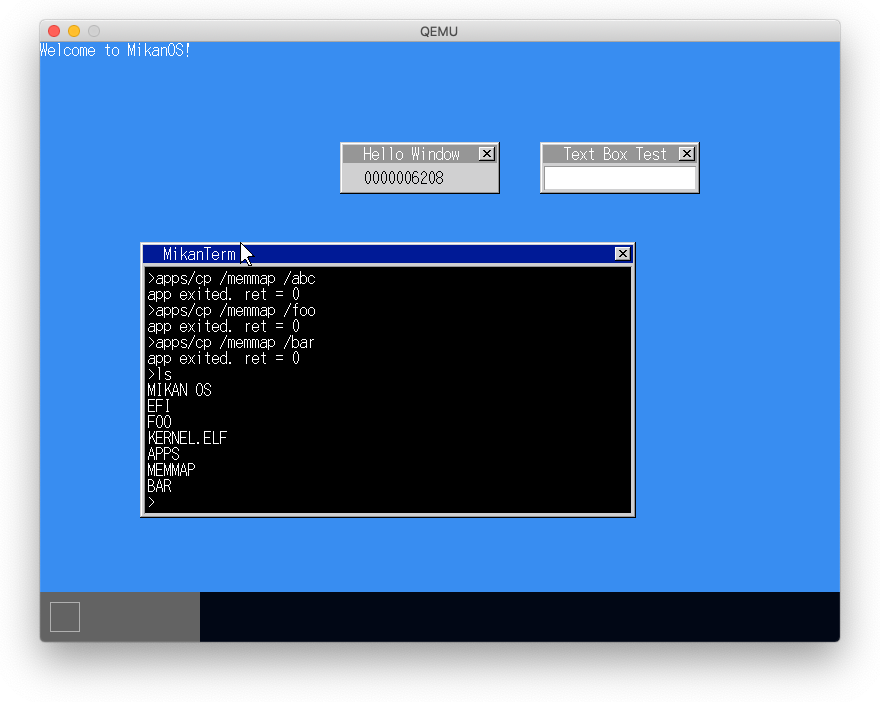 QEMU
Welcome to MikanOS!
Hello Window
0000006208
Text Box Test
MikanTerm
>apps/cp /memmap /abc
app exited. ret = 0
>apps/cp /memmap /foo
app exited. ret = 0
>apps/cp /memmap /bar
app exited. ret = 0
>ls
MIKAN OS
EFI
FOO
KERNEL.ELF
APPS
MEMMAP
BAR
>